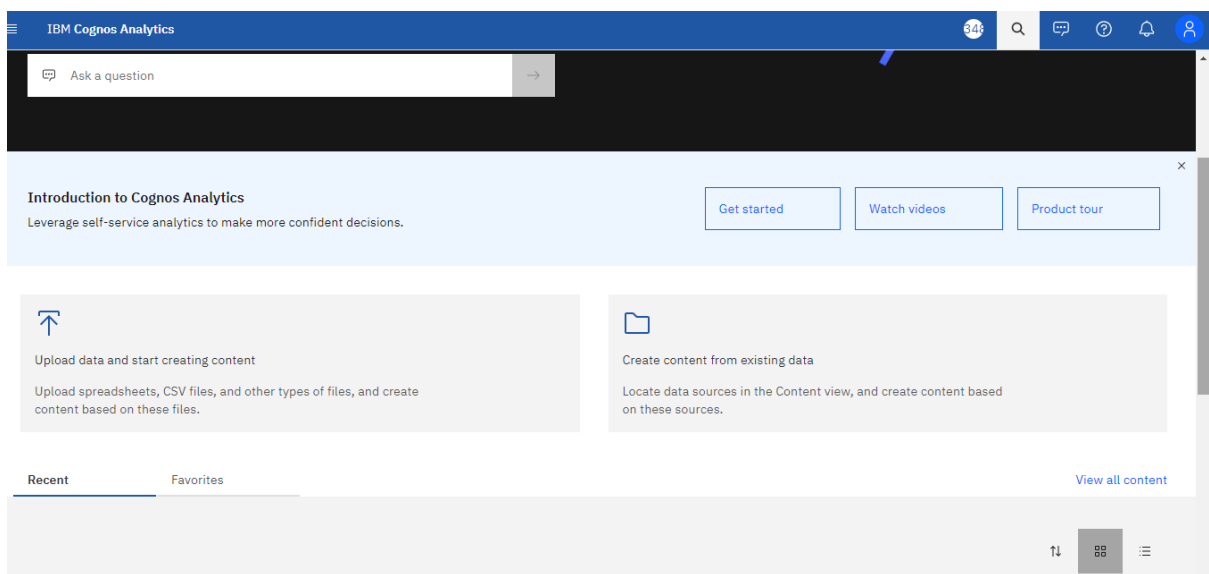 IBM Cognos Analytics
Ask a question
Introduction to Cognos Analytics
Leverage self-service analytics to make more confident decisions.
Get started
Watch videos
Product tour
Upload data and start creating content
Upload spreadsheets, CSV files, and other types of files, and create
content based on these files.
Create content from existing data
Locate data sources in the Content view, and create content based
on these sources.
Recent
Favorites
View all content